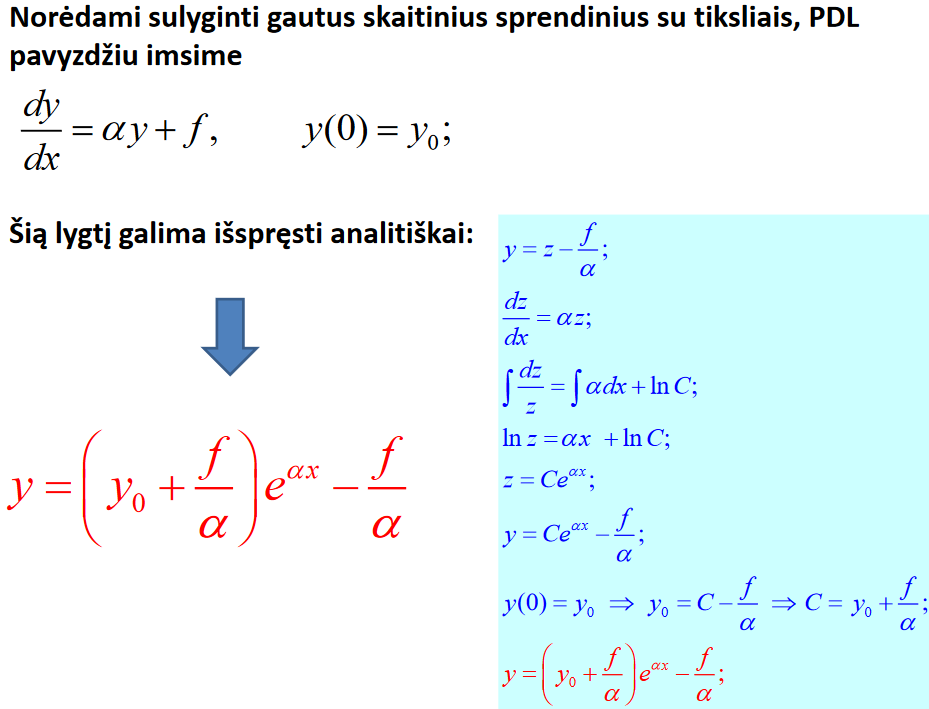 Norėdami sulyginti gautus skaitinius sprendinius su tiksliais, PDL
pavyzdžiu imsime
dy/dx = αy + f,   y(0) = y₀;
Šią lygtį galima išspręsti analitiškai:
y = (y₀ + f/α) e^{αx} − f/α
y = z − f/α;
dz/dx = αz;
∫ dz/z = ∫ αdx + ln C;
ln z = αx + ln C;
z = Ce^{αx};
y = Ce^{αx} − f/α;
y(0) = y₀ ⇒ y₀ = C − f/α ⇒ C = y₀ + f/α;
y = (y₀ + f/α) e^{αx} − f/α;